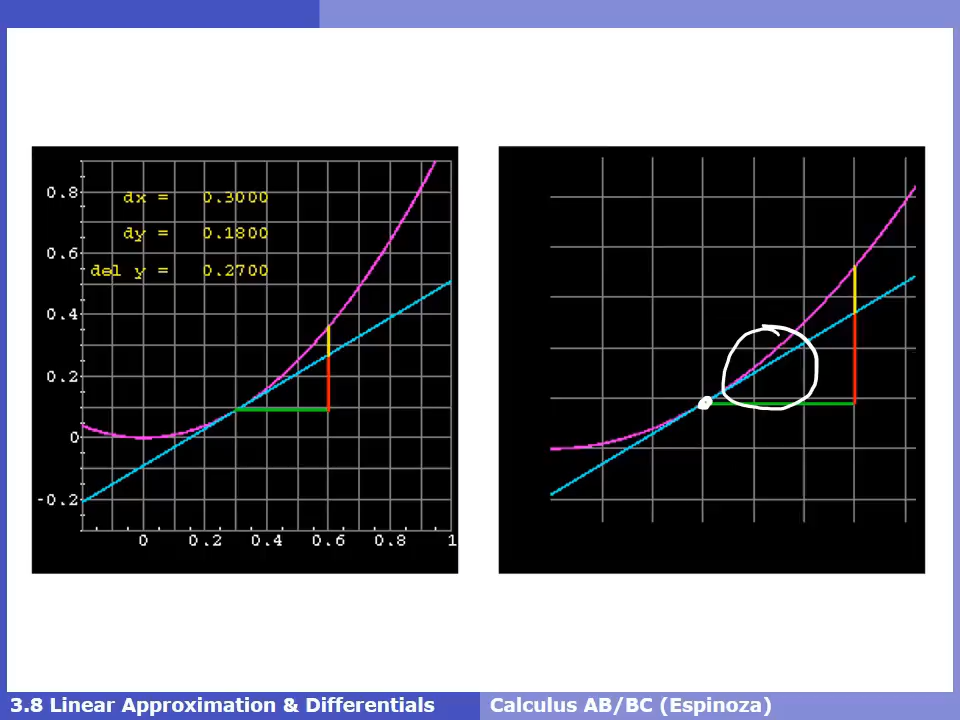 dx = 0.3000
dy = 0.1800
del y = 0.2700
0.8
0.6
0.4
0.2
0
-0.2
0 0.2 0.4 0.6 0.8 1
3.8 Linear Approximation & Differentials
Calculus AB/BC (Espinoza)